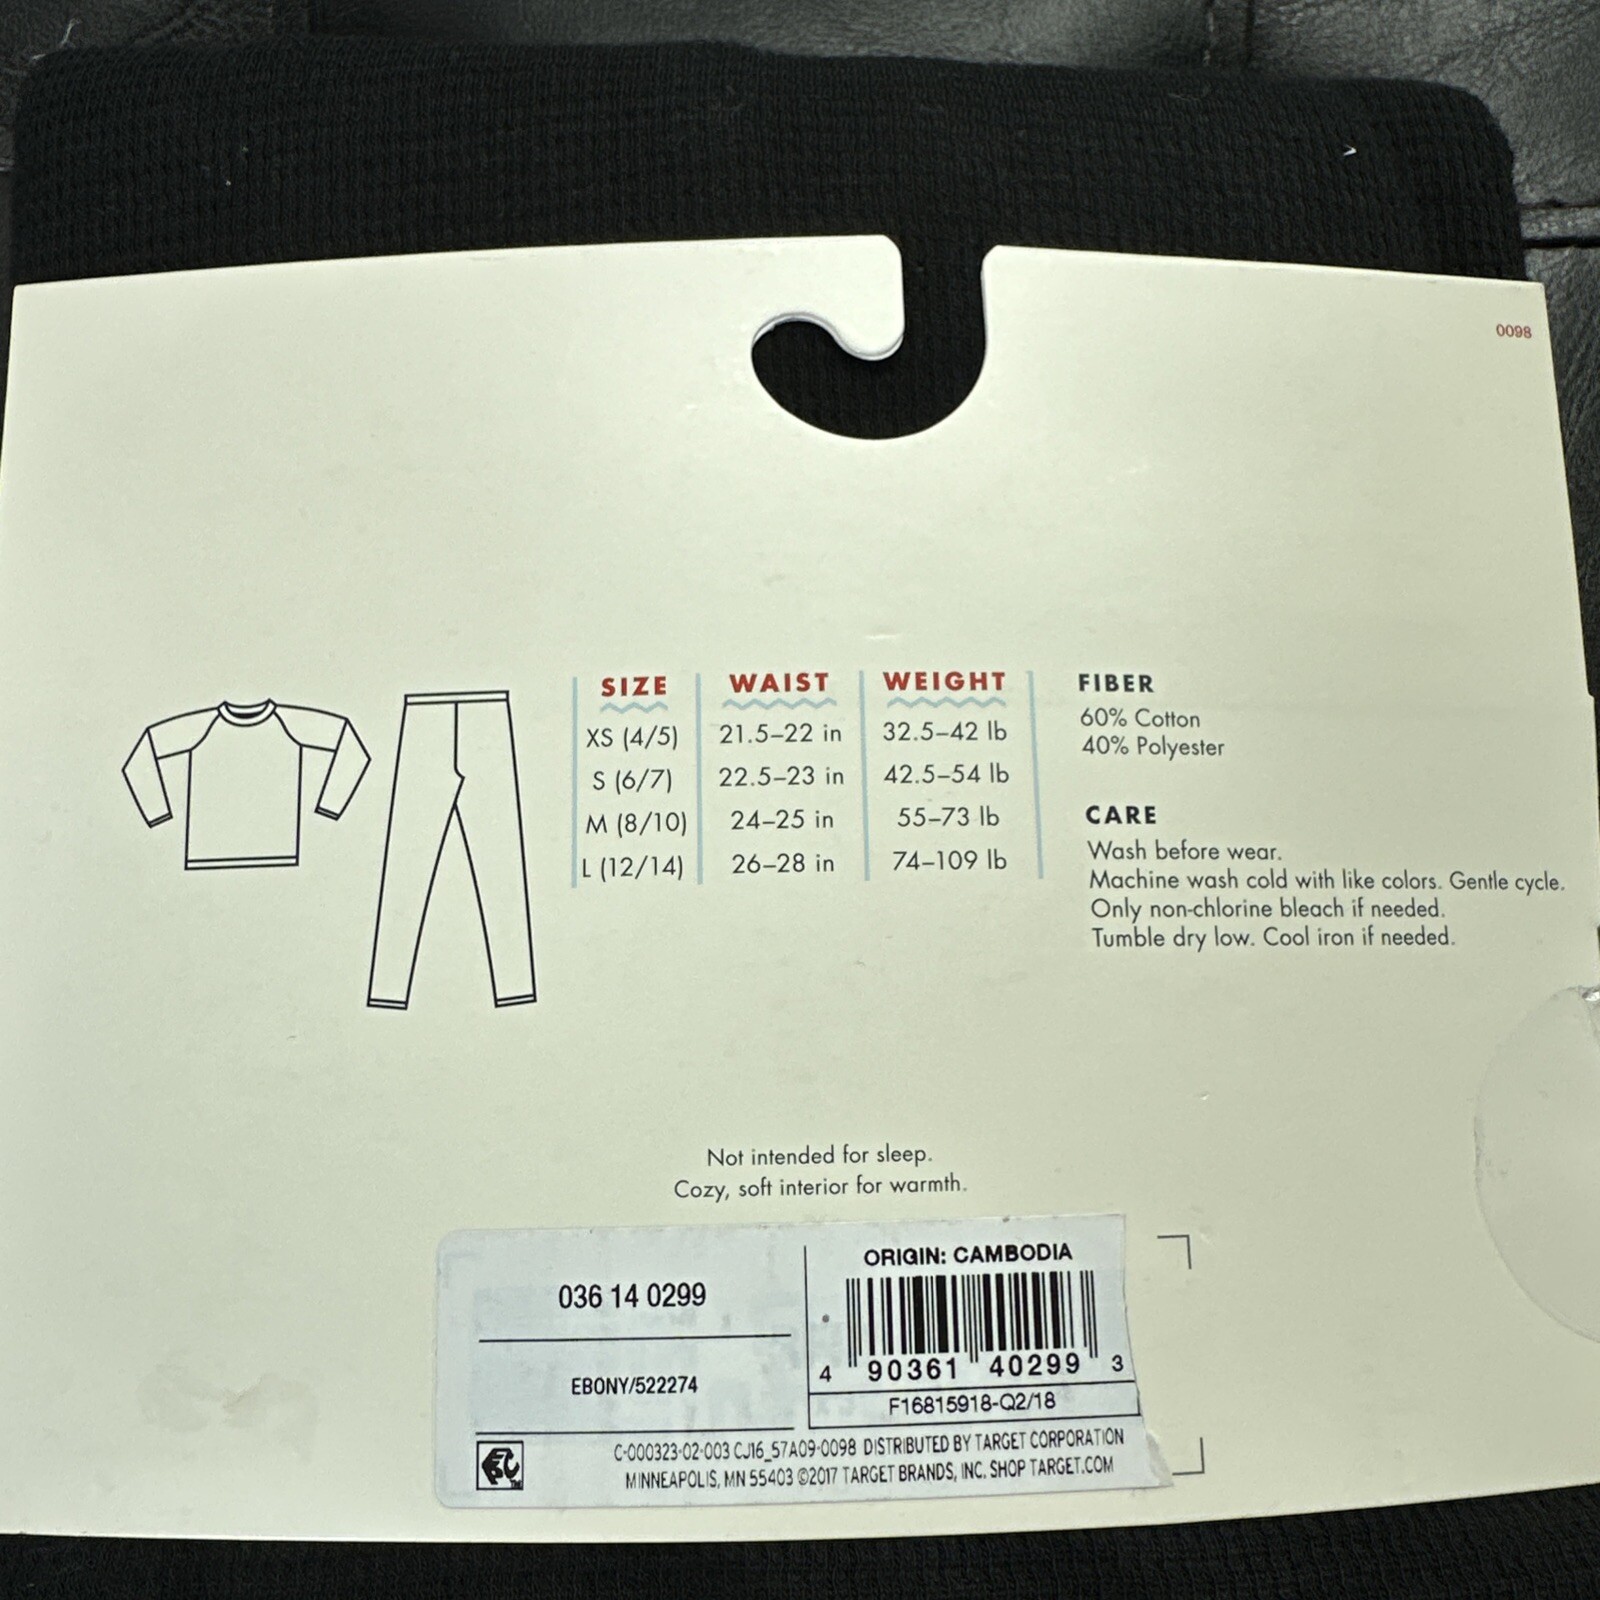 0098
SIZE WAIST WEIGHT
XS (4/5) 21.5–22 in 32.5–42 lb
S (6/7) 22.5–23 in 42.5–54 lb
M (8/10) 24–25 in 55–73 lb
L (12/14) 26–28 in 74–109 lb
FIBER
60% Cotton
40% Polyester
CARE
Wash before wear.
Machine wash cold with like colors. Gentle cycle.
Only non-chlorine bleach if needed.
Tumble dry low. Cool iron if needed.
Not intended for sleep.
Cozy, soft interior for warmth.
036 14 0299
EBONY/522274
ORIGIN: CAMBODIA
4 90361 40299 3
F16815918-Q2/18
C-000323-02-003 CJ16_57A09-0098 DISTRIBUTED BY TARGET CORPORATION
MINNEAPOLIS, MN 55403 ©2017 TARGET BRANDS, INC. SHOP TARGET.COM